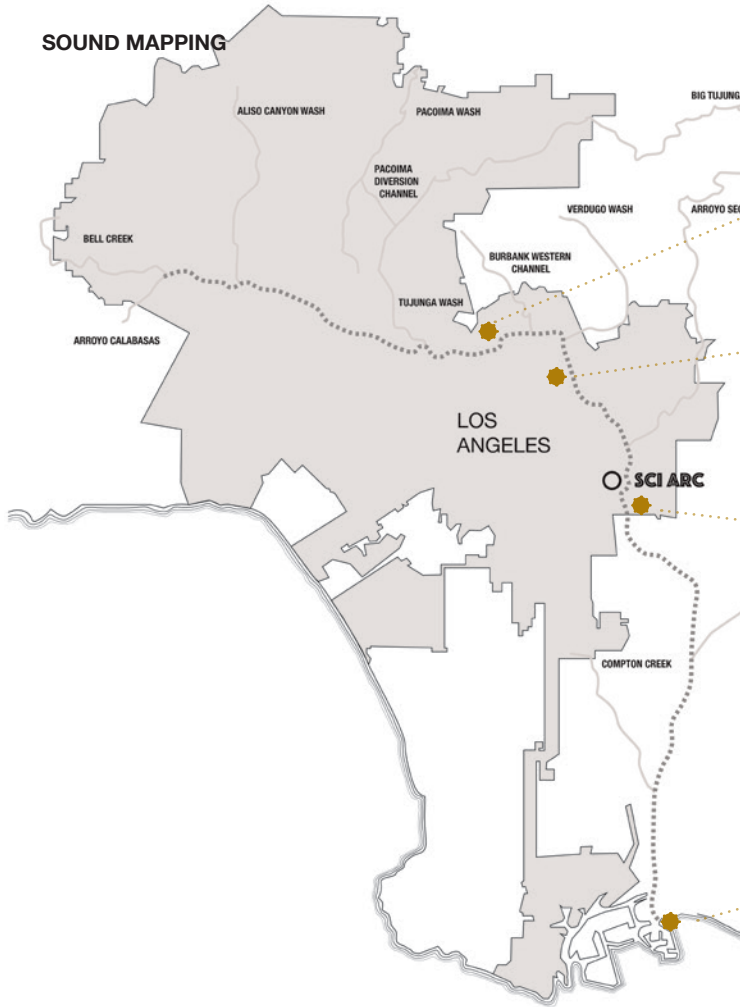 SOUND MAPPING
ALISO CANYON WASH
PACOIMA WASH
BIG TUJUNG
PACOIMA
DIVERSION
CHANNEL
VERDUGO WASH
ARROYO SEC
BELL CREEK
BURBANK WESTERN
CHANNEL
TUJUNGA WASH
ARROYO CALABASAS
LOS
ANGELES
SCI ARC
COMPTON CREEK